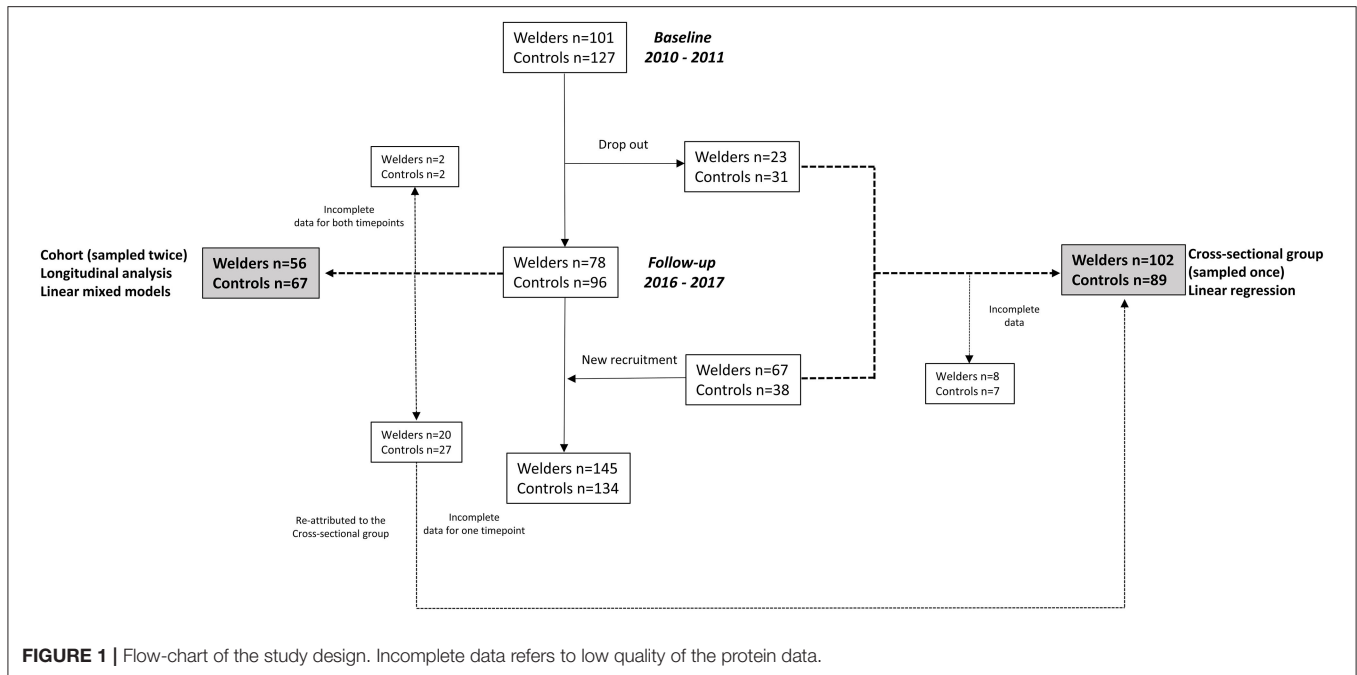 Welders n=101
Controls n=127
Baseline
2010 - 2011
Drop out
Welders n=23
Controls n=31
Welders n=2
Controls n=2
Incomplete
data for both timepoints
Cohort (sampled twice)
Longitudinal analysis
Linear mixed models
Welders n=56
Controls n=67
Welders n=78
Controls n=96
Follow-up
2016 - 2017
Welders n=102
Controls n=89
Cross-sectional group
(sampled once)
Linear regression
Incomplete
data
New recruitment
Welders n=67
Controls n=38
Welders n=8
Controls n=7
Welders n=20
Controls n=27
Welders n=145
Controls n=134
Re-attributed to the
Cross-sectional group
Incomplete
data for one timepoint
FIGURE 1 | Flow-chart of the study design. Incomplete data refers to low quality of the protein data.